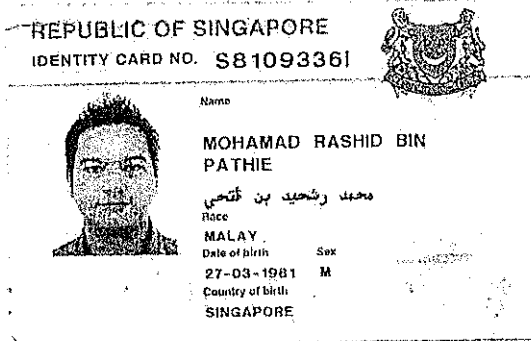 REPUBLIC OF SINGAPORE
IDENTITY CARD NO. S8109336I
Name
MOHAMAD RASHID BIN
PATHIE
محمد رشحيد بن فتحي
Race
MALAY
Date of birth Sex
27-03-1981 M
Country of birth
SINGAPORE